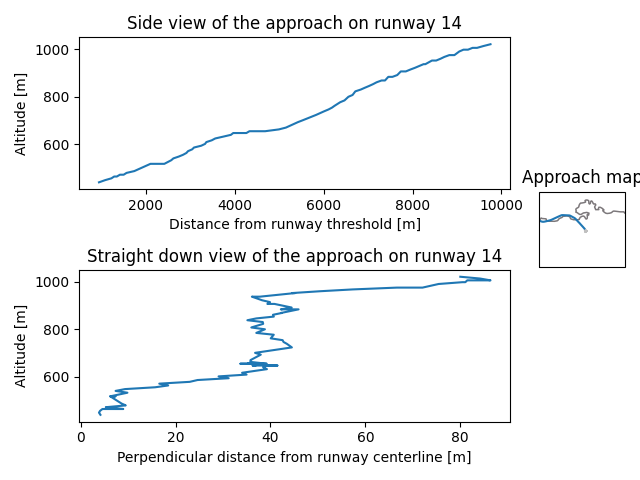 Side view of the approach on runway 14
1000
800
600
Altitude [m]
2000 4000 6000 8000 10000
Distance from runway threshold [m]
Approach map
Straight down view of the approach on runway 14
1000
800
600
Altitude [m]
0 20 40 60 80
Perpendicular distance from runway centerline [m]